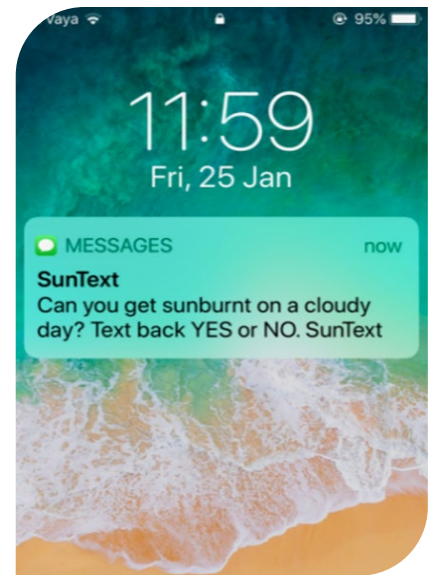 Vaya 95%
11:59
Fri, 25 Jan
MESSAGES now
SunText
Can you get sunburnt on a cloudy
day? Text back YES or NO. SunText